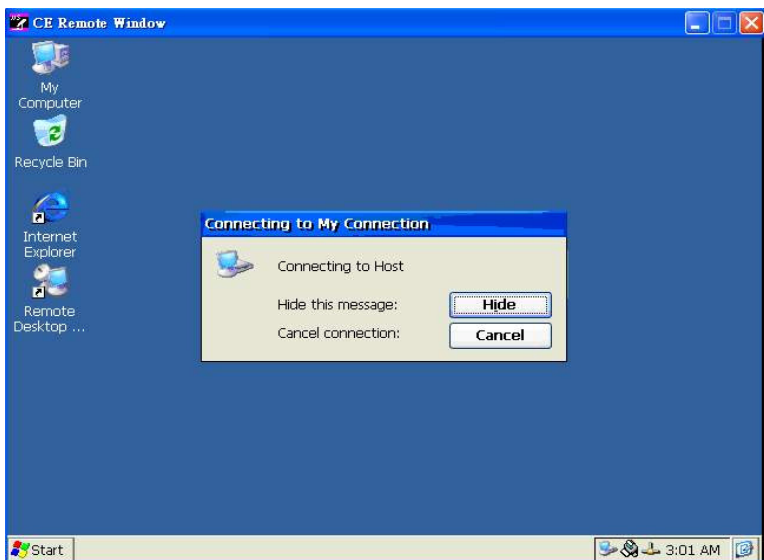 CE Remote Window
My
Computer
Recycle Bin
Internet
Explorer
Remote
Desktop ...
Connecting to My Connection
Connecting to Host
Hide this message:
Hide
Cancel connection:
Cancel
Start
3:01 AM